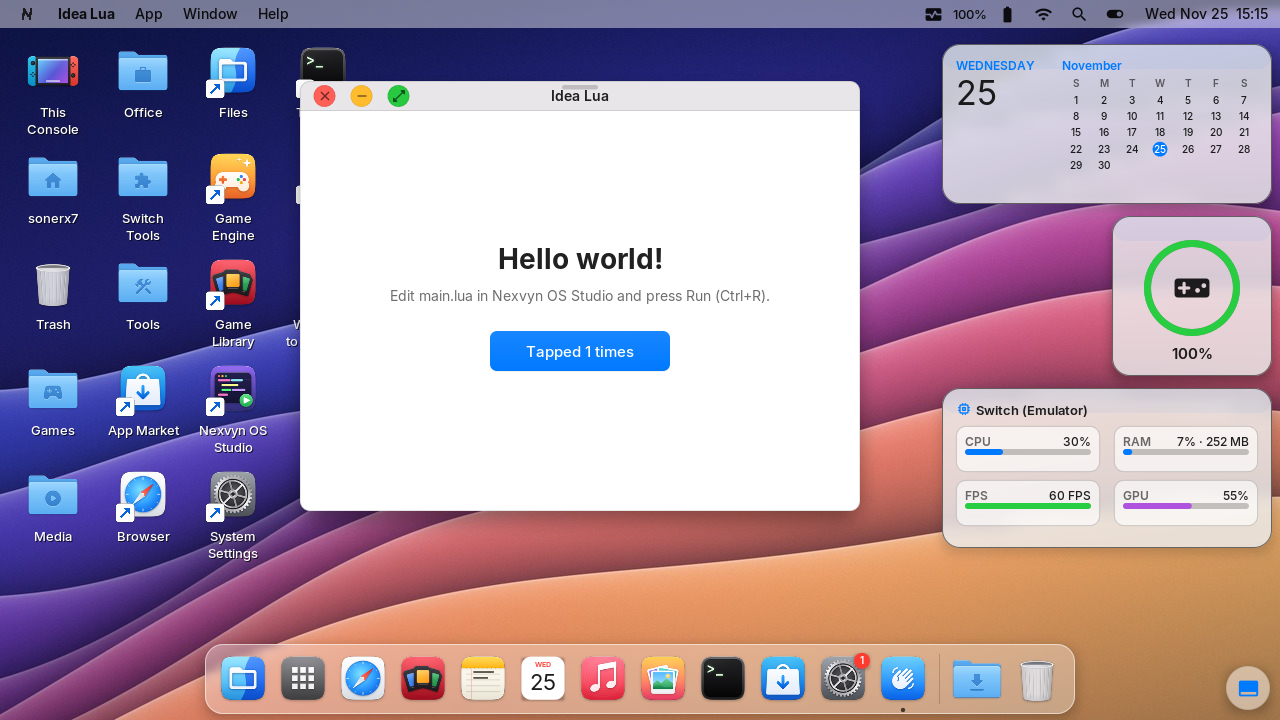 Idea Lua App Window Help 100% Wed Nov 25 15:15
This Console
Office
Files
sonerx7
Switch Tools
Game Engine
Trash
Tools
Game Library
Games
App Market
Nexvyn OS Studio
Media
Browser
System Settings
Idea Lua
Hello world!
Edit main.lua in Nexvyn OS Studio and press Run (Ctrl+R).
Tapped 1 times
WEDNESDAY
25
November
S M T W T F S
1 2 3 4 5 6 7
8 9 10 11 12 13 14
15 16 17 18 19 20 21
22 23 24 25 26 27 28
29 30
100%
Switch (Emulator)
CPU 30%
RAM 7% · 252 MB
FPS 60 FPS
GPU 55%
>_
WED
25
>_
1